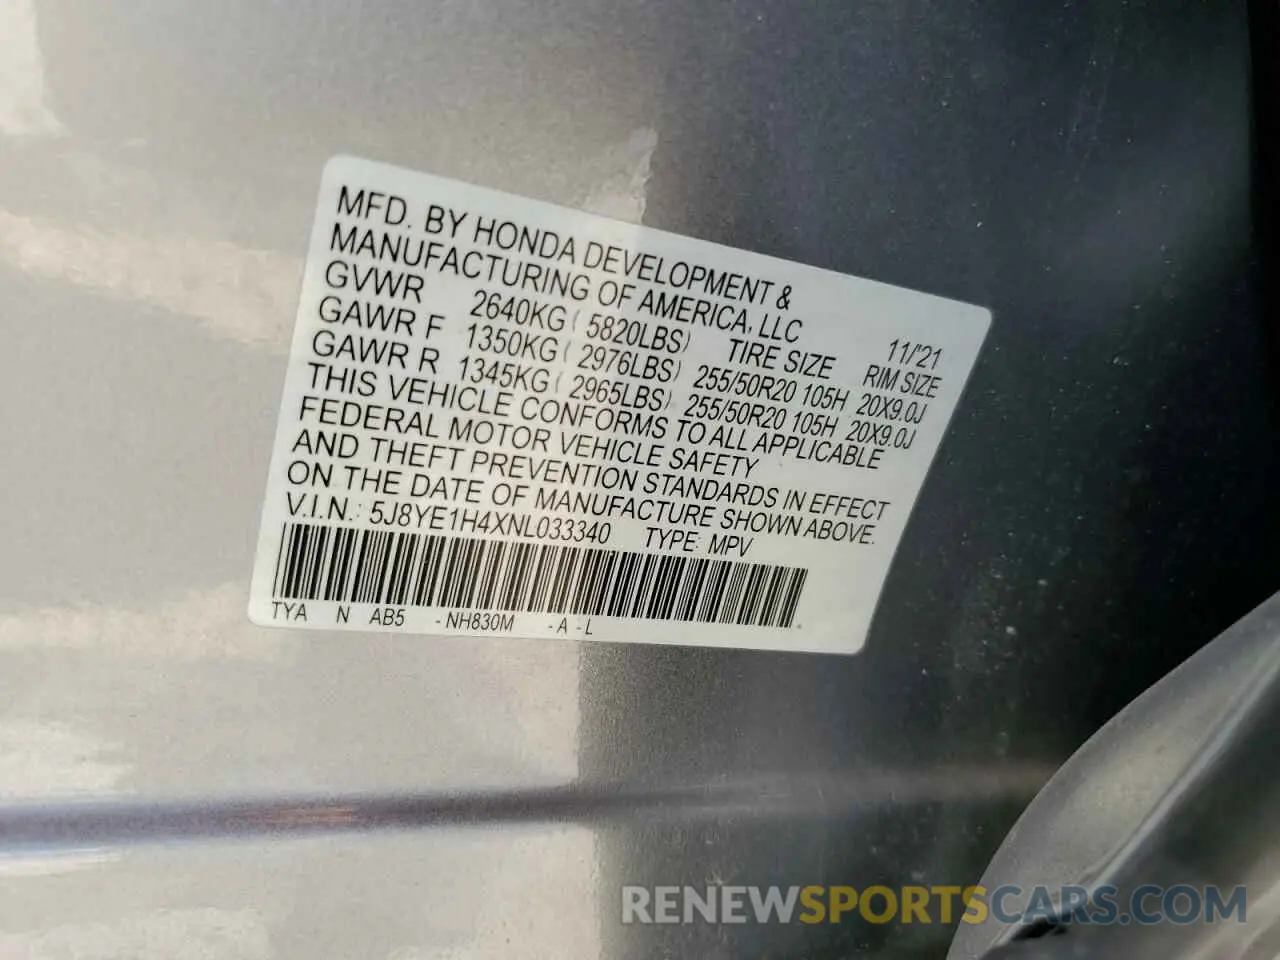 MFD. BY HONDA DEVELOPMENT &
MANUFACTURING OF AMERICA, LLC
11/'21
GVWR 2640KG ( 5820LBS) TIRE SIZE RIM SIZE
GAWR F 1350KG ( 2976LBS) 255/50R20 105H 20X9.0J
GAWR R 1345KG ( 2965LBS) 255/50R20 105H 20X9.0J
THIS VEHICLE CONFORMS TO ALL APPLICABLE
FEDERAL MOTOR VEHICLE SAFETY
AND THEFT PREVENTION STANDARDS IN EFFECT
ON THE DATE OF MANUFACTURE SHOWN ABOVE.
V.I.N.: 5J8YE1H4XNL033340 TYPE: MPV
TYA N AB5 -NH830M -A -L
RENEWSPORTSCARS.COM